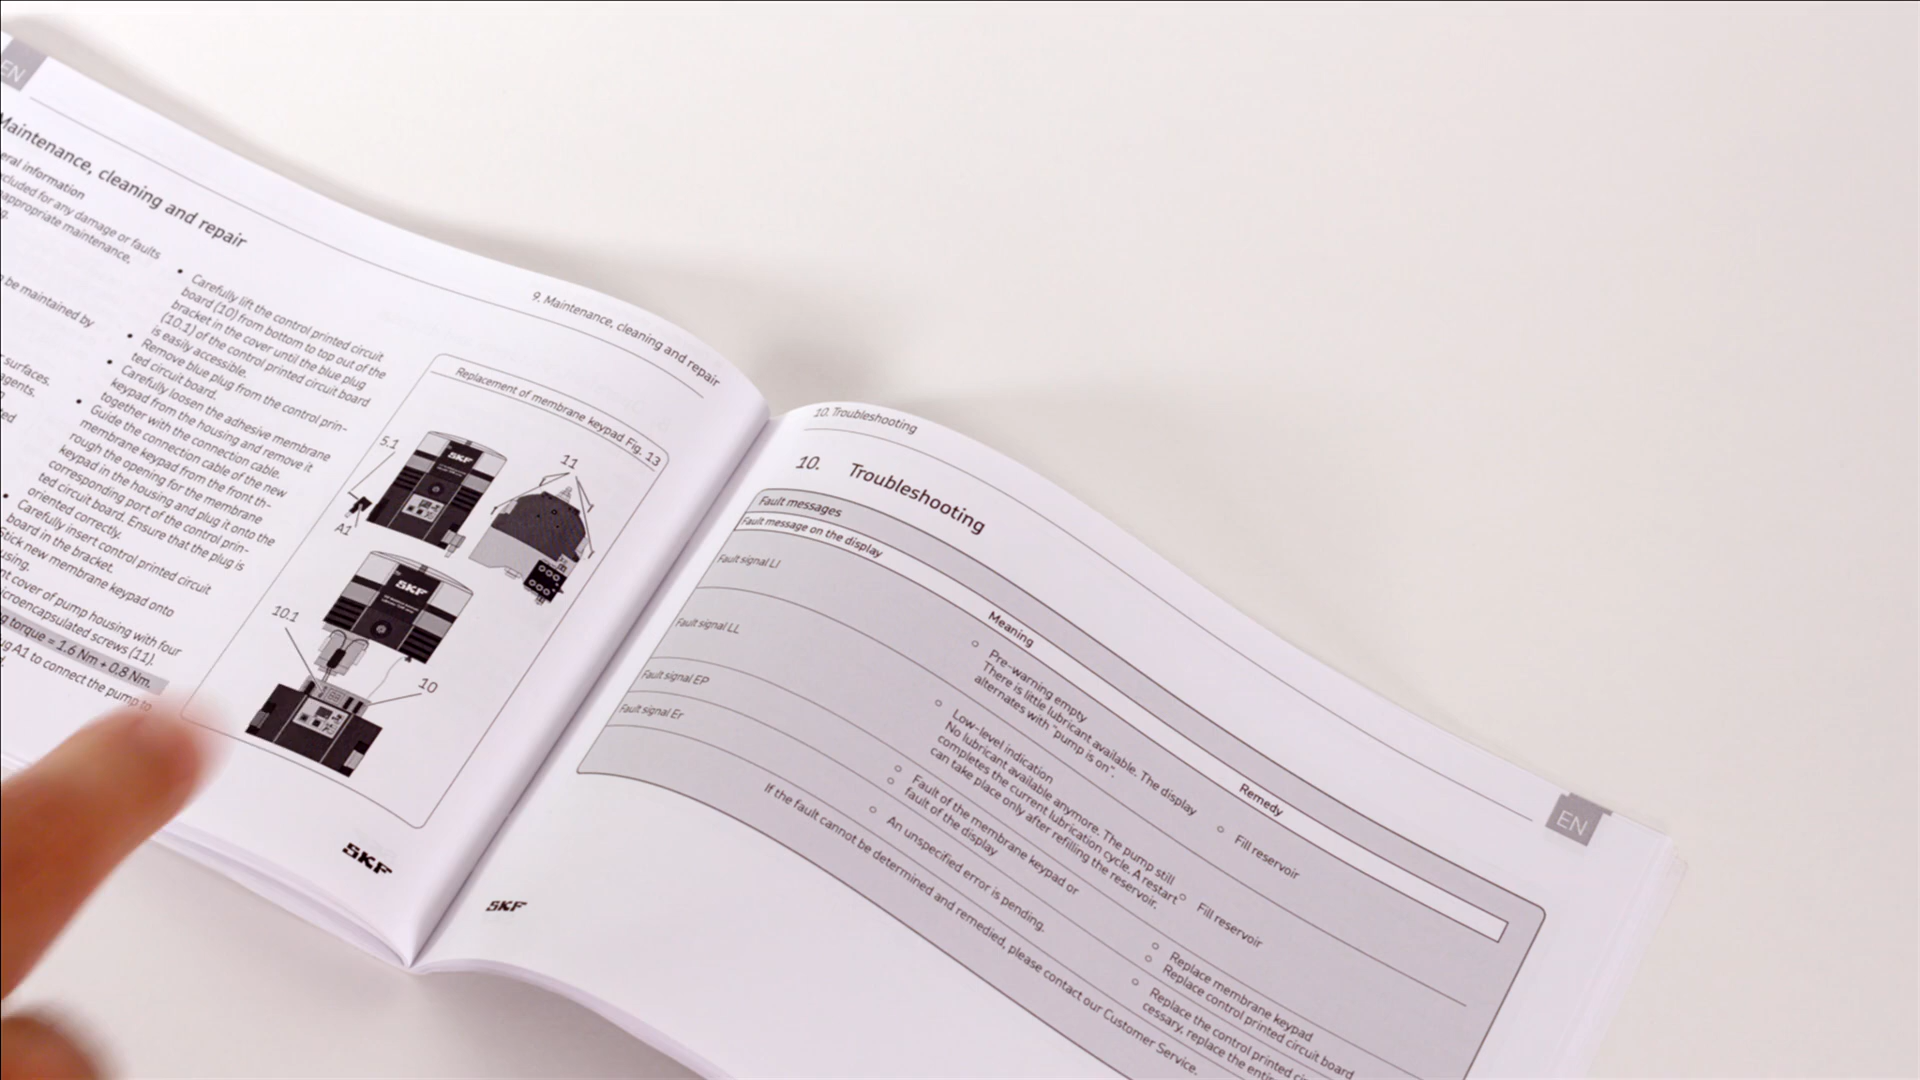 EN
Maintenance, cleaning and repair
eral information
cluded for any damage or faults
appropriate maintenance,
g.
be maintained by
surfaces.
agents.
ted
Carefully lift the control printed circuit
board (10) from bottom to top out of the
bracket in the cover until the blue plug
(10.1) of the control printed circuit board
is easily accessible.
Remove blue plug from the control prin-
ted circuit board.
Carefully loosen the adhesive membrane
keypad from the housing and remove it
together with the connection cable.
Guide the connection cable of the new
membrane keypad from the front th-
rough the opening for the membrane
keypad in the housing and plug it onto the
corresponding port of the control prin-
ted circuit board. Ensure that the plug is
oriented correctly.
Carefully insert control printed circuit
board in the bracket.
Stick new membrane keypad onto
using.
nt cover of pump housing with four
icroencapsulated screws (11).
g torque = 1.6 Nm + 0.8 Nm.
ug A1 to connect the pump to
d.
9. Maintenance, cleaning and repair
Replacement of membrane keypad Fig. 13
5.1
A1
SKF
11
10.1
SKF
10
SKF
10. Troubleshooting
EN
10. Troubleshooting
Fault messages
Fault message on the display
Meaning
Remedy
Fault signal LI
Pre-warning empty
There is little lubricant available. The display
alternates with "pump is on".
Fill reservoir
Fault signal LL
Low-level indication
No lubricant available anymore. The pump still
completes the current lubrication cycle. A restart
can take place only after refilling the reservoir.
Fill reservoir
Fault signal EP
Fault of the membrane keypad or
fault of the display
Replace membrane keypad
Replace control printed circuit board
Fault signal Er
An unspecified error is pending.
Replace the control printed ci
cessary, replace the entir
If the fault cannot be determined and remedied, please contact our Customer Service.
SKF